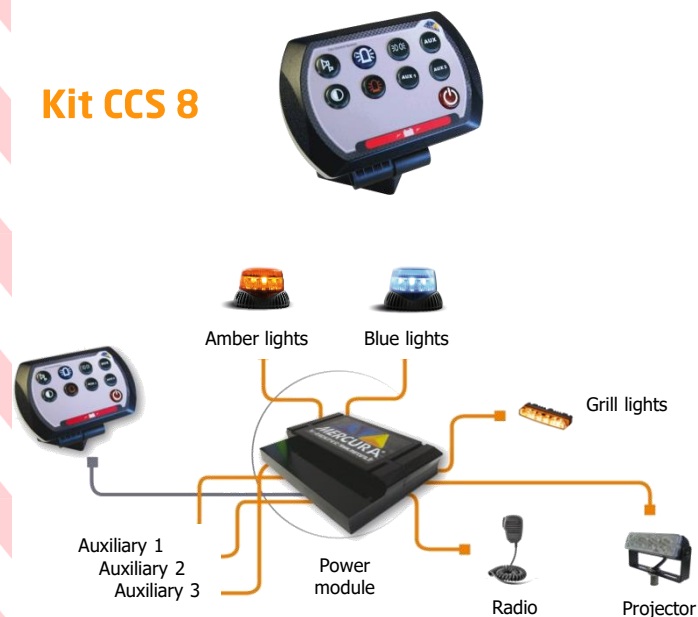 Kit CCS 8
AUX
AUX 1
AUX 2
Amber lights
Blue lights
Grill lights
MERCURA
Auxiliary 1
Auxiliary 2
Auxiliary 3
Power
module
Radio
Projector